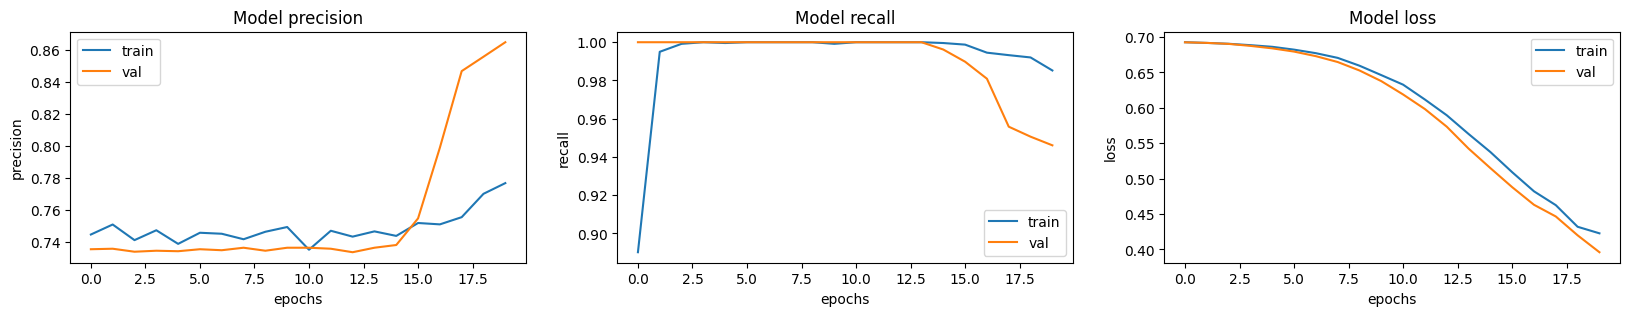 Model precision
precision
0.86
0.84
0.82
0.80
0.78
0.76
0.74
train
val
0.0 2.5 5.0 7.5 10.0 12.5 15.0 17.5
epochs
Model recall
recall
1.00
0.98
0.96
0.94
0.92
0.90
train
val
0.0 2.5 5.0 7.5 10.0 12.5 15.0 17.5
epochs
Model loss
loss
0.70
0.65
0.60
0.55
0.50
0.45
0.40
train
val
0.0 2.5 5.0 7.5 10.0 12.5 15.0 17.5
epochs